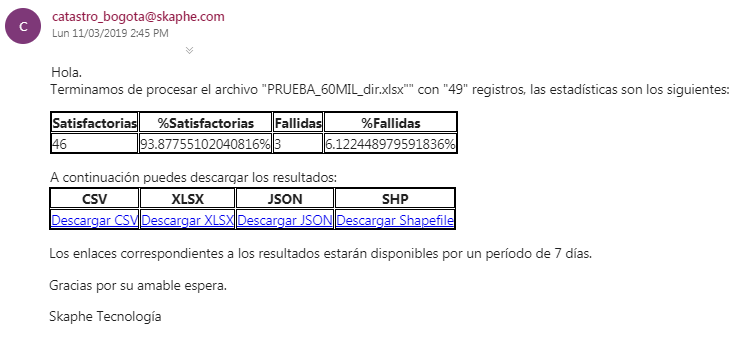 C
catastro_bogota@skaphe.com
Lun 11/03/2019 2:45 PM
Hola.
Terminamos de procesar el archivo "PRUEBA_60MIL_dir.xlsx"" con "49" registros, las estadísticas son los siguientes:
Satisfactorias %Satisfactorias Fallidas %Fallidas
46 93.87755102040816% 3 6.122448979591836%
A continuación puedes descargar los resultados:
CSV XLSX JSON SHP
Descargar CSV Descargar XLSX Descargar JSON Descargar Shapefile
Los enlaces correspondientes a los resultados estarán disponibles por un período de 7 días.
Gracias por su amable espera.
Skaphe Tecnología